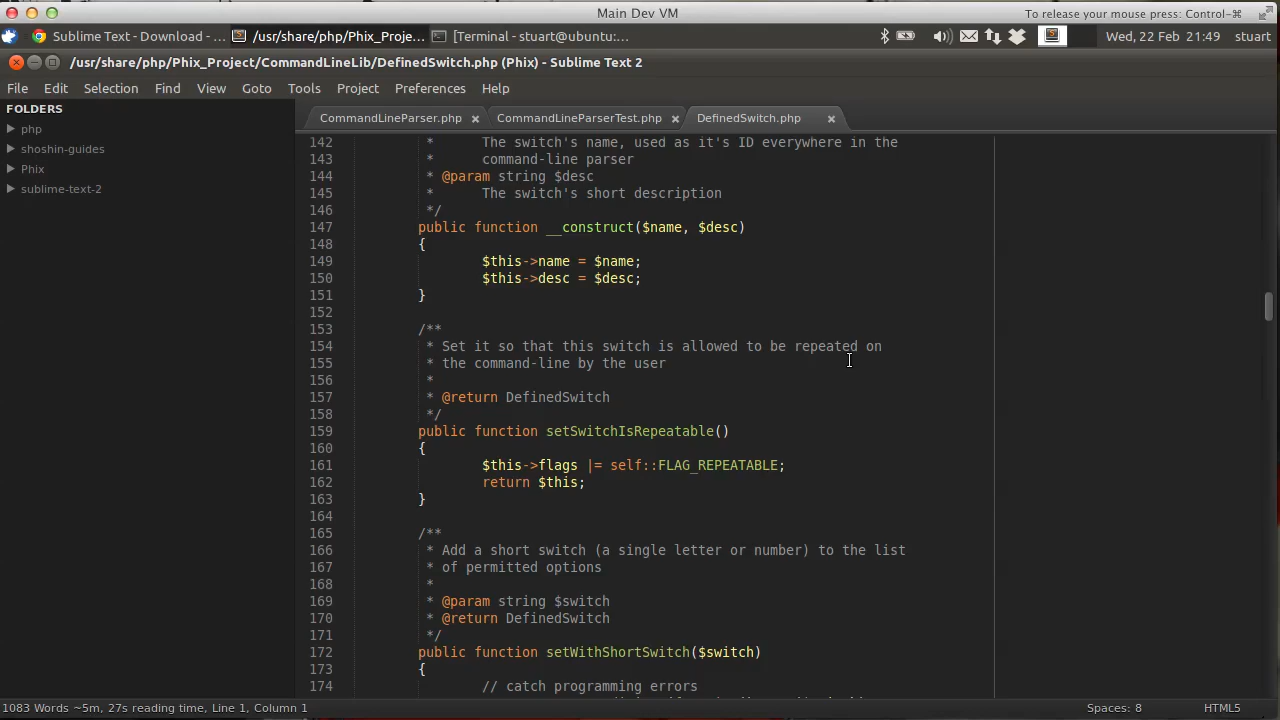 Main Dev VM
To release your mouse press: Control-⌘
Sublime Text - Download - ...
/usr/share/php/Phix_Proje...
[Terminal - stuart@ubuntu:...
Wed, 22 Feb 21:49
stuart
/usr/share/php/Phix_Project/CommandLineLib/DefinedSwitch.php (Phix) - Sublime Text 2
File Edit Selection Find View Goto Tools Project Preferences Help
FOLDERS
php
shoshin-guides
Phix
sublime-text-2
CommandLineParser.php × CommandLineParserTest.php × DefinedSwitch.php ×
142 * The switch's name, used as it's ID everywhere in the
143 * command-line parser
144 * @param string $desc
145 * The switch's short description
146 */
147 public function __construct($name, $desc)
148 {
149 $this->name = $name;
150 $this->desc = $desc;
151 }
152
153 /**
154 * Set it so that this switch is allowed to be repeated on
155 * the command-line by the user
156 *
157 * @return DefinedSwitch
158 */
159 public function setSwitchIsRepeatable()
160 {
161 $this->flags |= self::FLAG_REPEATABLE;
162 return $this;
163 }
164
165 /**
166 * Add a short switch (a single letter or number) to the list
167 * of permitted options
168 *
169 * @param string $switch
170 * @return DefinedSwitch
171 */
172 public function setWithShortSwitch($switch)
173 {
174 // catch programming errors
1083 Words ~5m, 27s reading time, Line 1, Column 1
Spaces: 8
HTML5